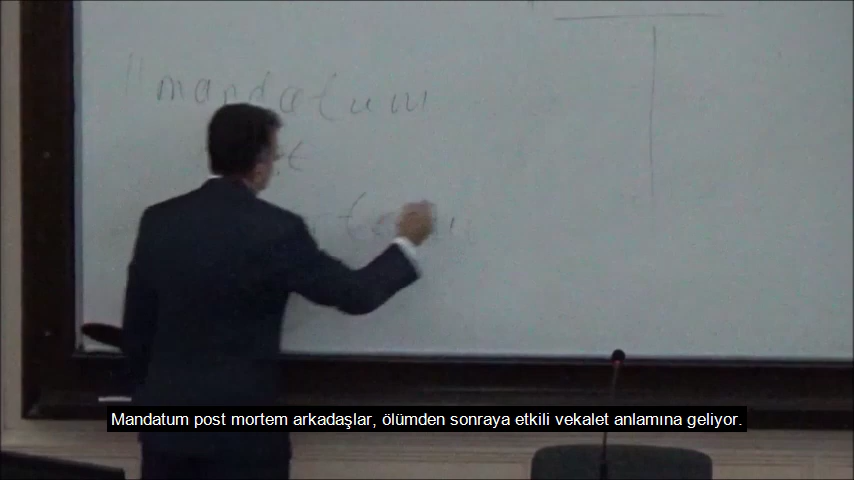 "mandatum
Mandatum post mortem arkadaşlar, ölümden sonraya etkili vekalet anlamına geliyor.